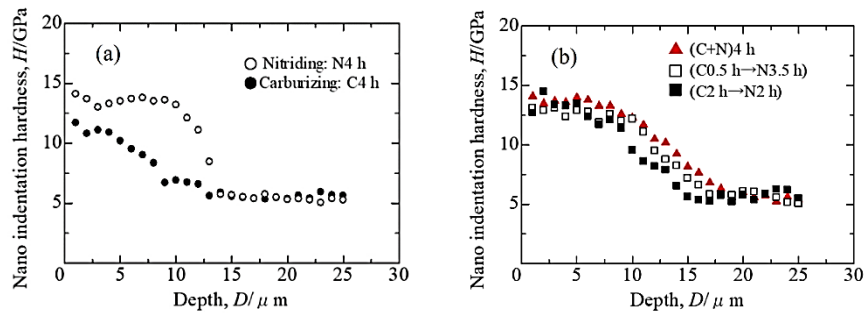 (a)
Nitriding: N4 h
Carburizing: C4 h
Nano indentation hardness, H/GPa
20
15
10
5
0
0 5 10 15 20 25 30
Depth, D/ μ m
(b)
(C+N)4 h
(C0.5 h→N3.5 h)
(C2 h→N2 h)
Nano indentation hardness, H/GPa
20
15
10
5
0
0 5 10 15 20 25 30
Depth, D/ μ m